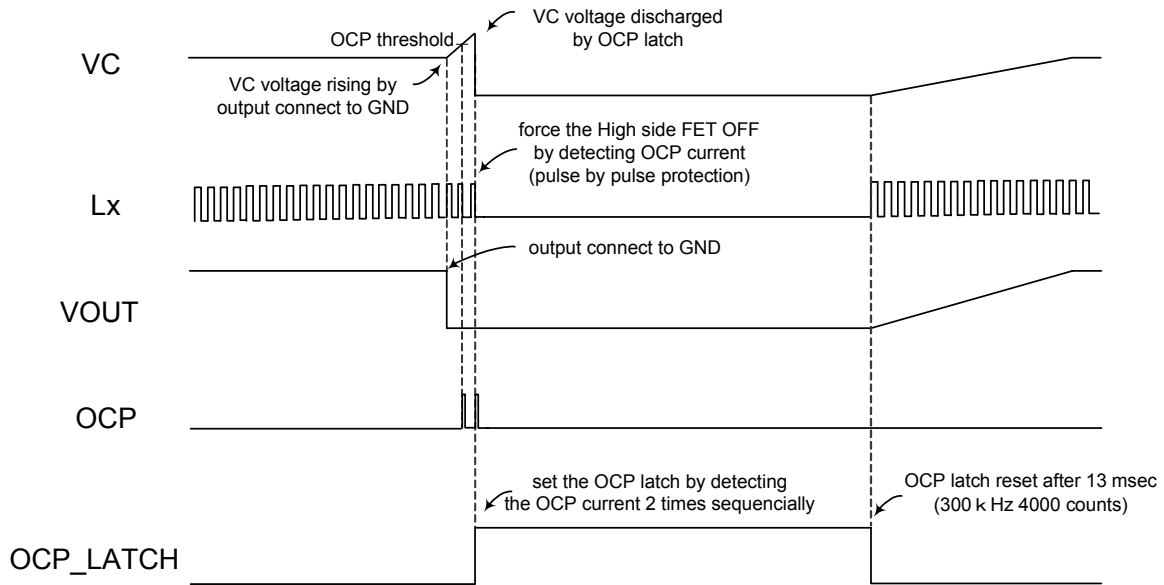 VC voltage discharged
by OCP latch
OCP threshold
VC
VC voltage rising by
output connect to GND
force the High side FET OFF
by detecting OCP current
(pulse by pulse protection)
Lx
output connect to GND
VOUT
OCP
set the OCP latch by detecting
the OCP current 2 times sequencially
OCP latch reset after 13 msec
(300 k Hz 4000 counts)
OCP_LATCH